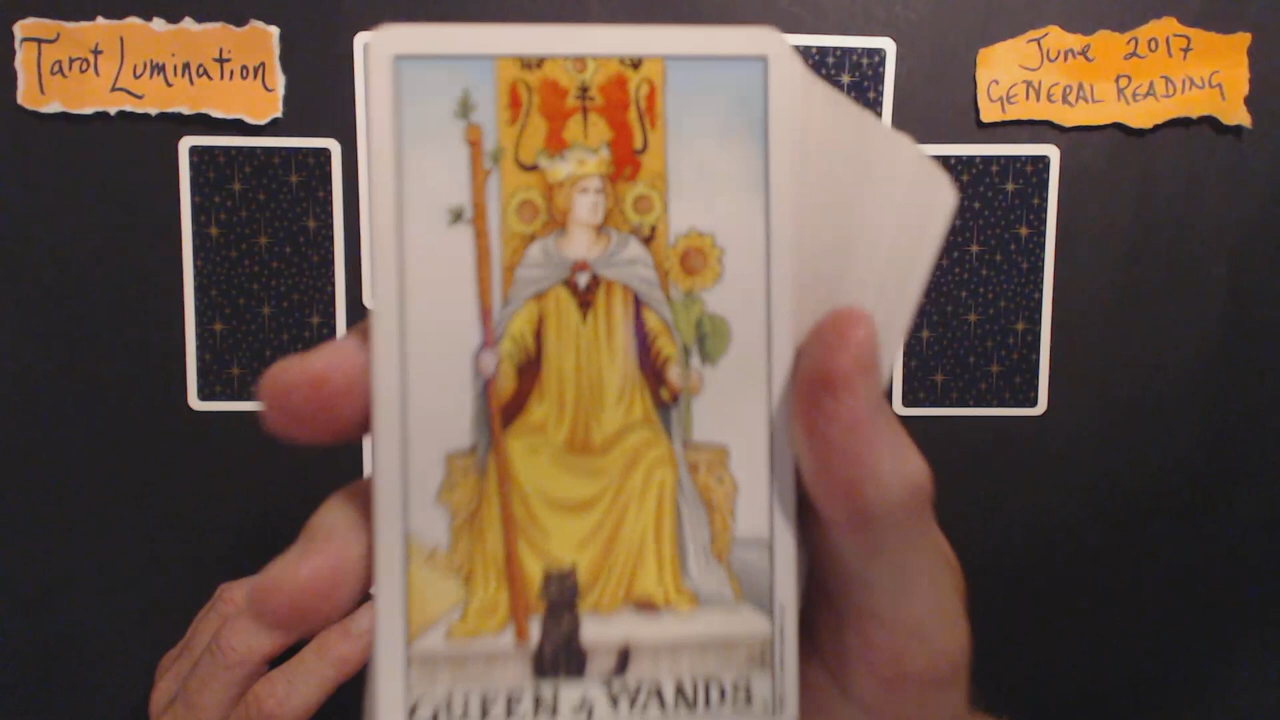 Tarot Lumination
June 2017
GENERAL READING
QUEEN of WANDS.